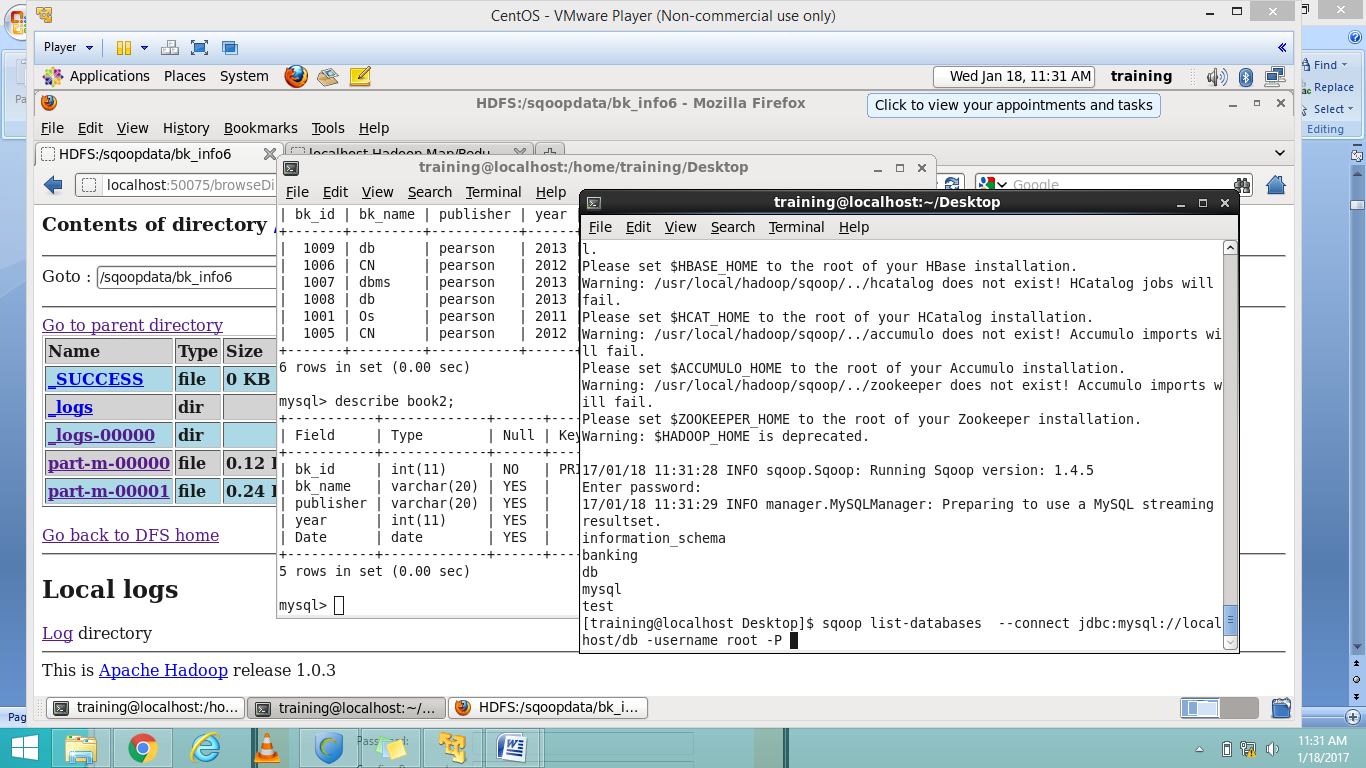 CentOS - VMware Player (Non-commercial use only)
Player
Applications Places System
Wed Jan 18, 11:31 AM
training
HDFS:/sqoopdata/bk_info6 - Mozilla Firefox
Click to view your appointments and tasks
File Edit View History Bookmarks Tools Help
HDFS:/sqoopdata/bk_info6
localhost Hadoop Map/Redu
localhost:50075/browseDi
Google
Contents of directory
Goto : /sqoopdata/bk_info6
Go to parent directory
Name Type Size
_SUCCESS file 0 KB
_logs dir
_logs-00000 dir
part-m-00000 file 0.12
part-m-00001 file 0.24
Go back to DFS home
Local logs
Log directory
This is Apache Hadoop release 1.0.3
training@localhost:/home/training/Desktop
File Edit View Search Terminal Help
| bk_id | bk_name | publisher | year
+-------+---------+-----------+------
| 1009 | db | pearson | 2013 |
| 1006 | CN | pearson | 2012 |
| 1007 | dbms | pearson | 2013 |
| 1008 | db | pearson | 2013 |
| 1001 | Os | pearson | 2011 |
| 1005 | CN | pearson | 2012 |
+-------+---------+-----------+------
6 rows in set (0.00 sec)
mysql> describe book2;
+-----------+-------------+------+----
| Field | Type | Null | Key
+-----------+-------------+------+----
| bk_id | int(11) | NO | PRI
| bk_name | varchar(20) | YES |
| publisher | varchar(20) | YES |
| year | int(11) | YES |
| Date | date | YES |
+-----------+-------------+------+----
5 rows in set (0.00 sec)
mysql>
training@localhost:~/Desktop
File Edit View Search Terminal Help
l.
Please set $HBASE_HOME to the root of your HBase installation.
Warning: /usr/local/hadoop/sqoop/../hcatalog does not exist! HCatalog jobs will
fail.
Please set $HCAT_HOME to the root of your HCatalog installation.
Warning: /usr/local/hadoop/sqoop/../accumulo does not exist! Accumulo imports wi
ll fail.
Please set $ACCUMULO_HOME to the root of your Accumulo installation.
Warning: /usr/local/hadoop/sqoop/../zookeeper does not exist! Accumulo imports w
ill fail.
Please set $ZOOKEEPER_HOME to the root of your Zookeeper installation.
Warning: $HADOOP_HOME is deprecated.
17/01/18 11:31:28 INFO sqoop.Sqoop: Running Sqoop version: 1.4.5
Enter password:
17/01/18 11:31:29 INFO manager.MySQLManager: Preparing to use a MySQL streaming
resultset.
information_schema
banking
db
mysql
test
[training@localhost Desktop]$ sqoop list-databases --connect jdbc:mysql://local
host/db -username root -P
Find
Replace
Select
Editing
Pa
Pag
training@localhost:/ho...
training@localhost:~/...
HDFS:/sqoopdata/bk_i...
Password:
11:31 AM
1/18/2017